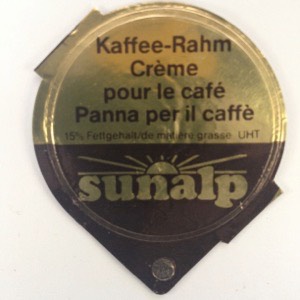 Kaffee-Rahm
Crème
pour le café
Panna per il caffè
15% Fettgehalt/de matière grasse UHT
sunalp